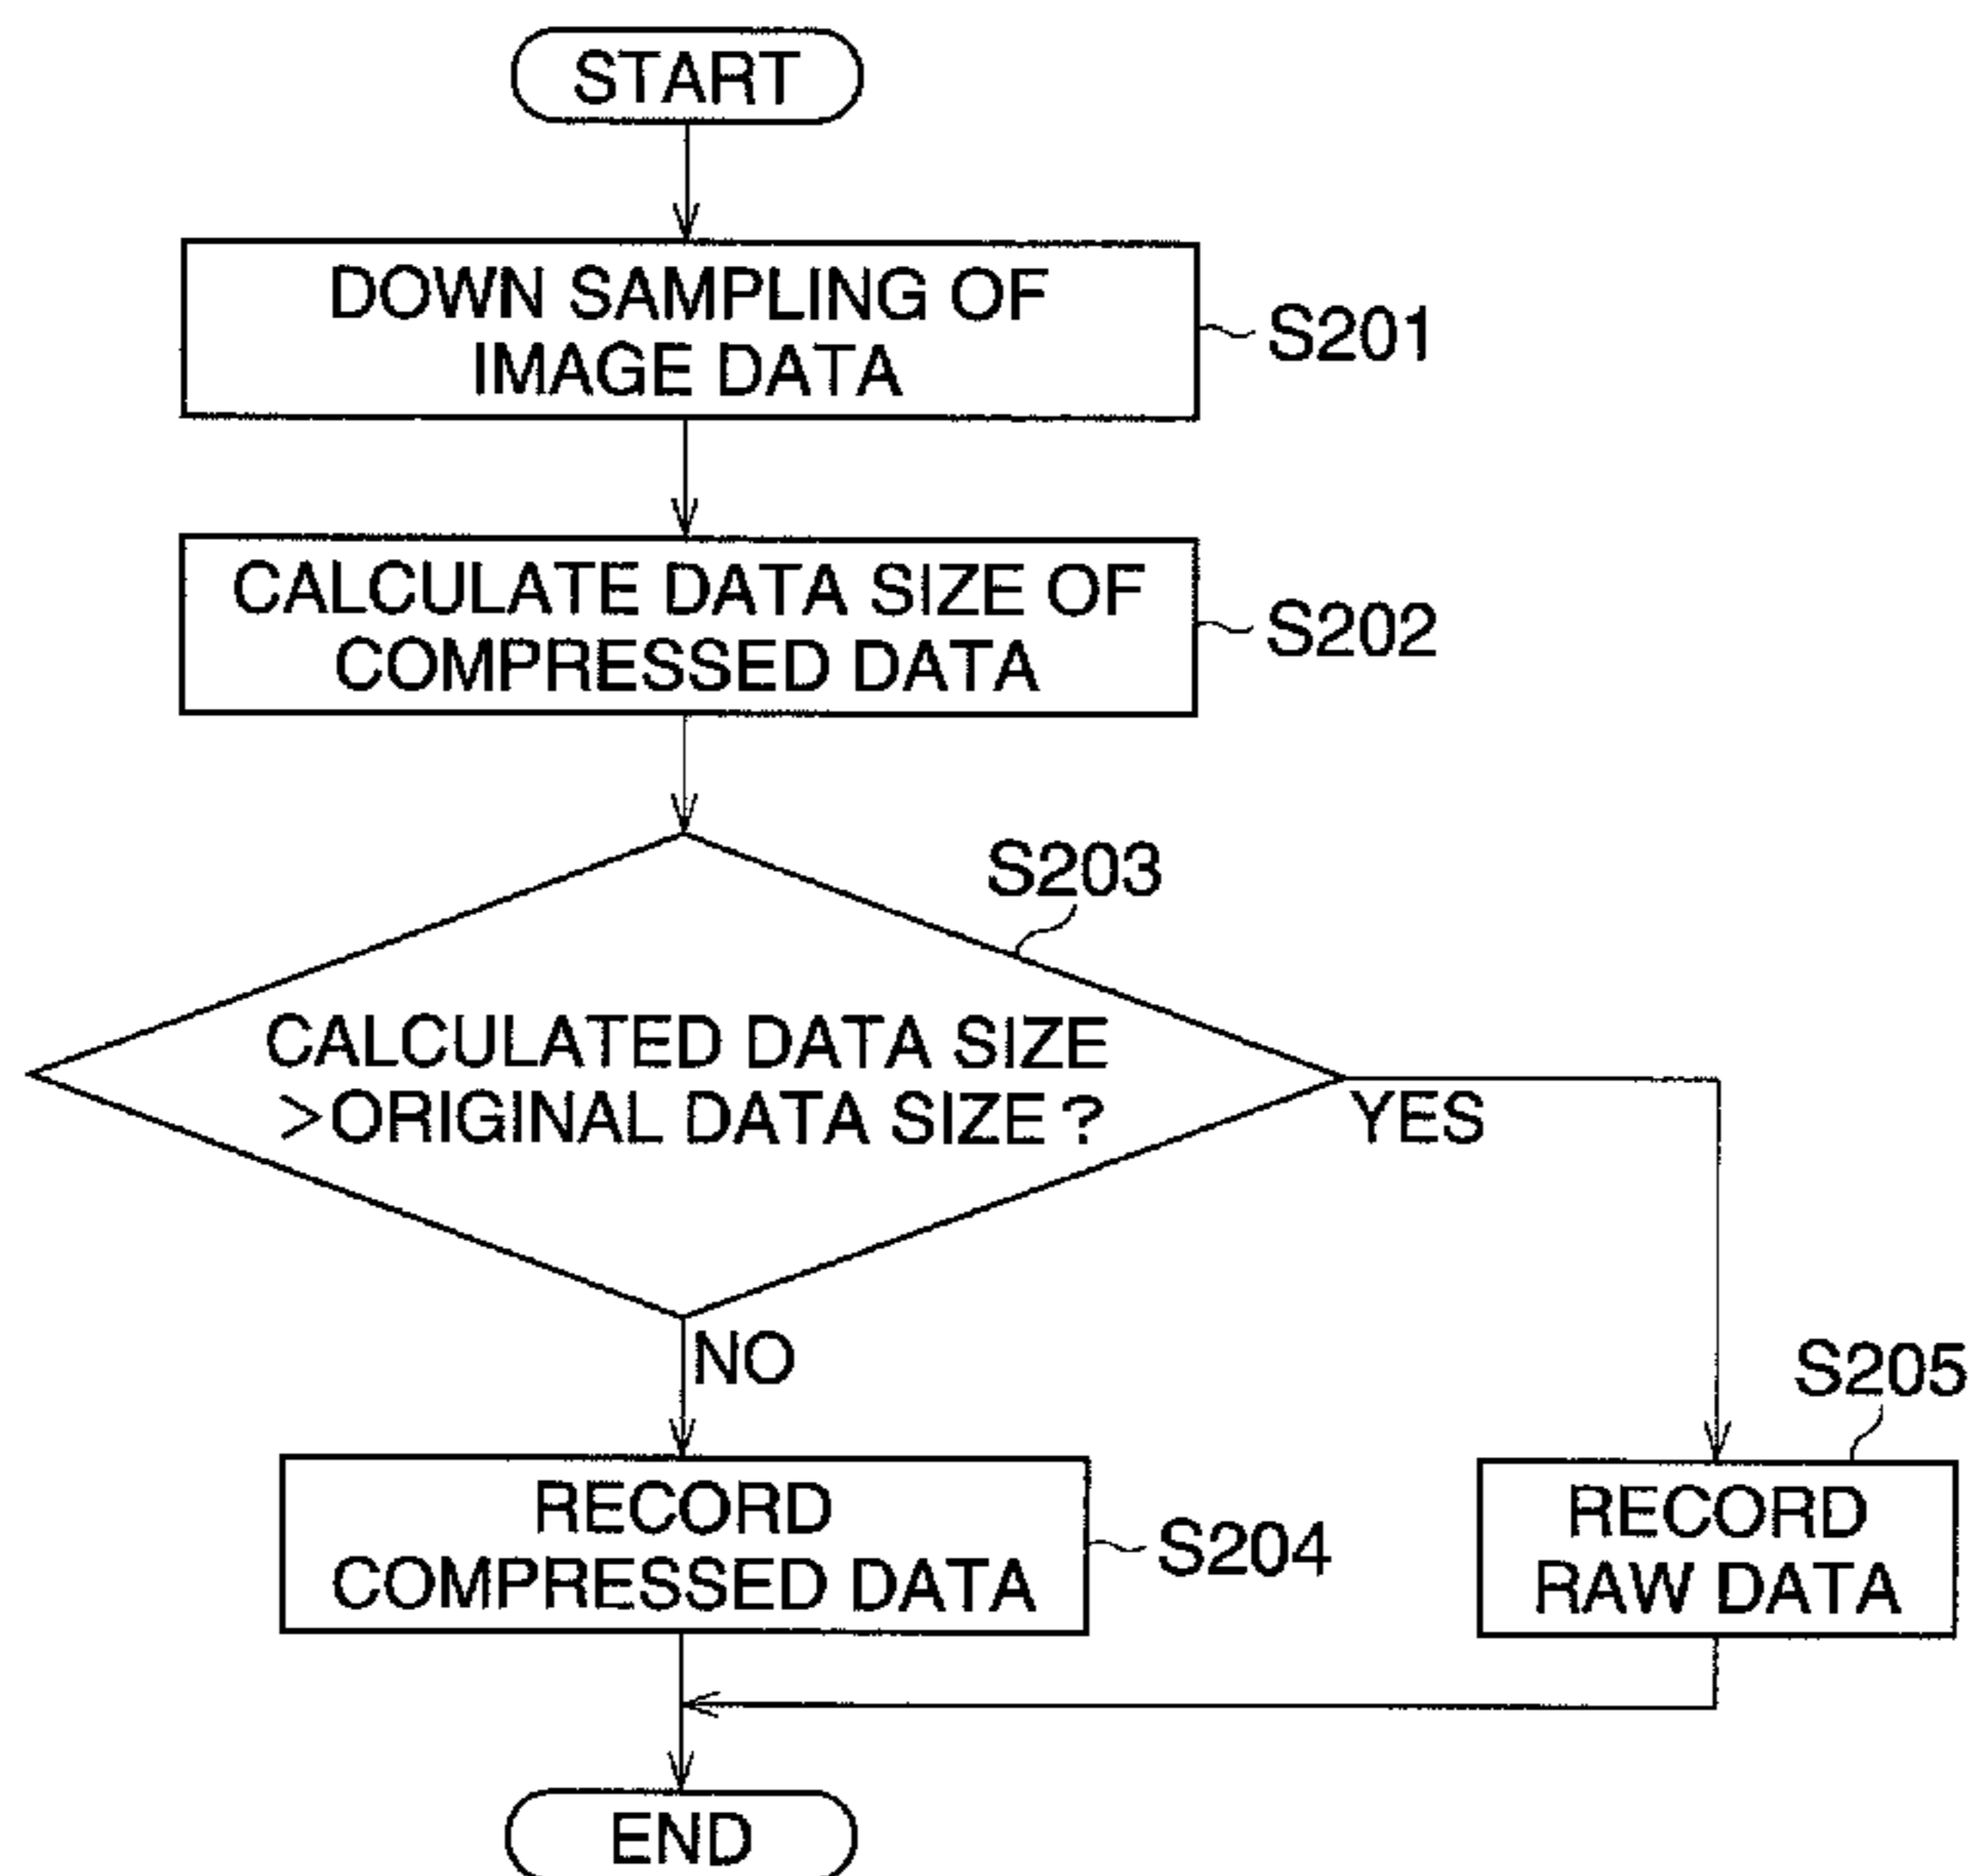 START
DOWN SAMPLING OF
IMAGE DATA
S201
CALCULATE DATA SIZE OF
COMPRESSED DATA
S202
S203
CALCULATED DATA SIZE
>ORIGINAL DATA SIZE ?
YES
NO
S205
RECORD
COMPRESSED DATA
S204
RECORD
RAW DATA
END